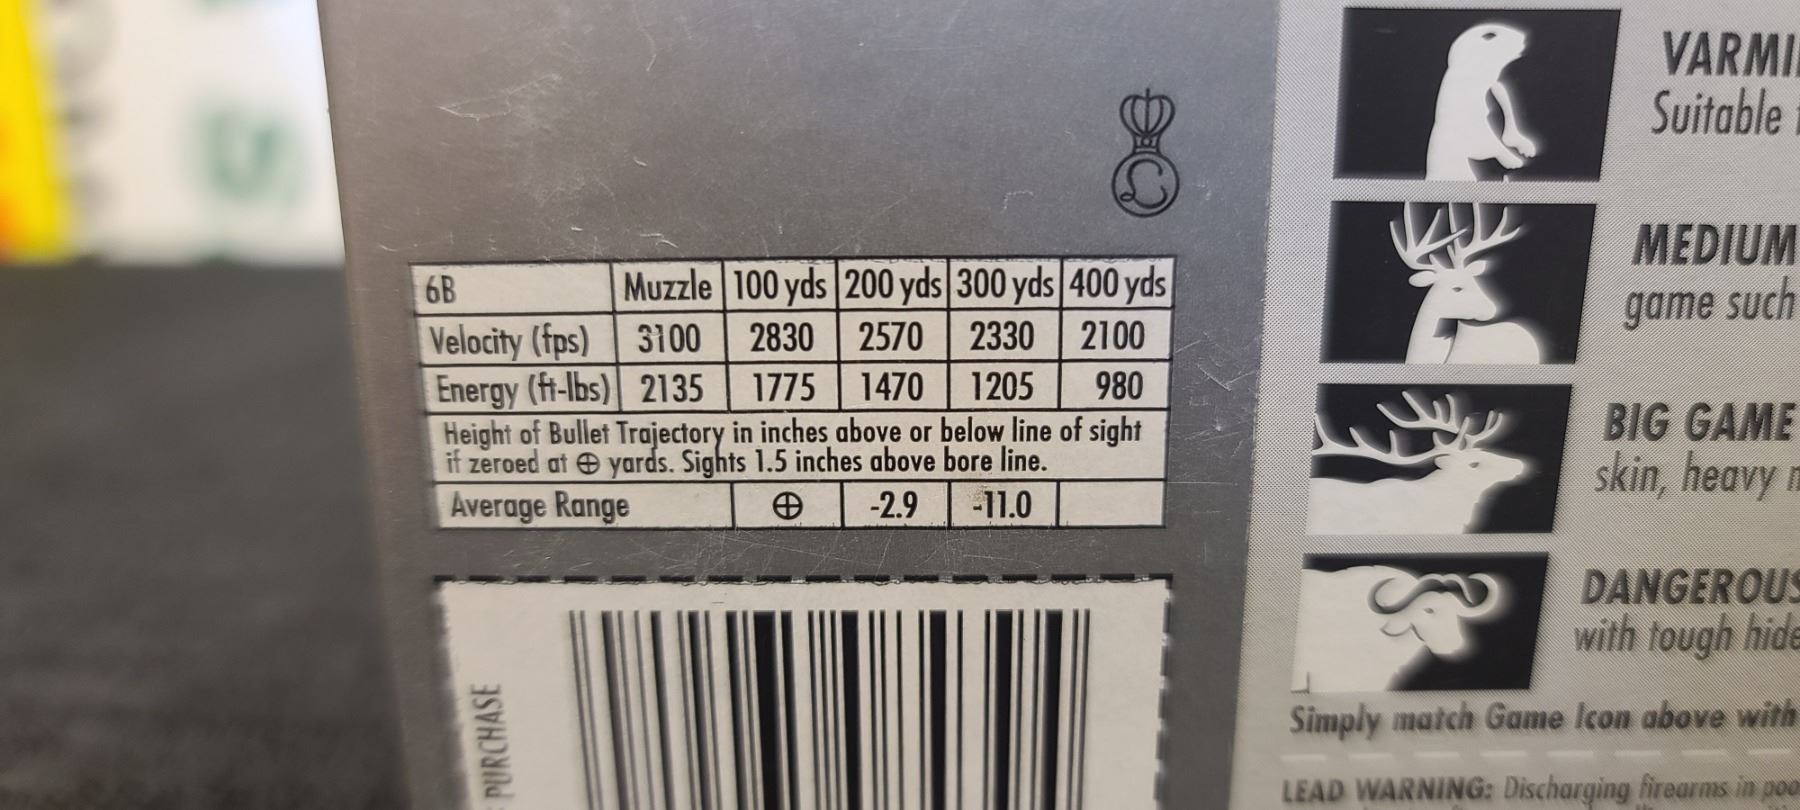 6B Muzzle 100 yds 200 yds 300 yds 400 yds
Velocity (fps) 3100 2830 2570 2330 2100
Energy (ft-lbs) 2135 1775 1470 1205 980
Height of Bullet Trajectory in inches above or below line of sight
if zeroed at ⊕ yards. Sights 1.5 inches above bore line.
Average Range ⊕ -2.9 -11.0
PURCHASE
Suitable
MEDIUM
game such
BIG GAME
skin, heavy
DANGEROUS
with tough hide
Simply match Game Icon above with
LEAD WARNING: Discharging firearms in